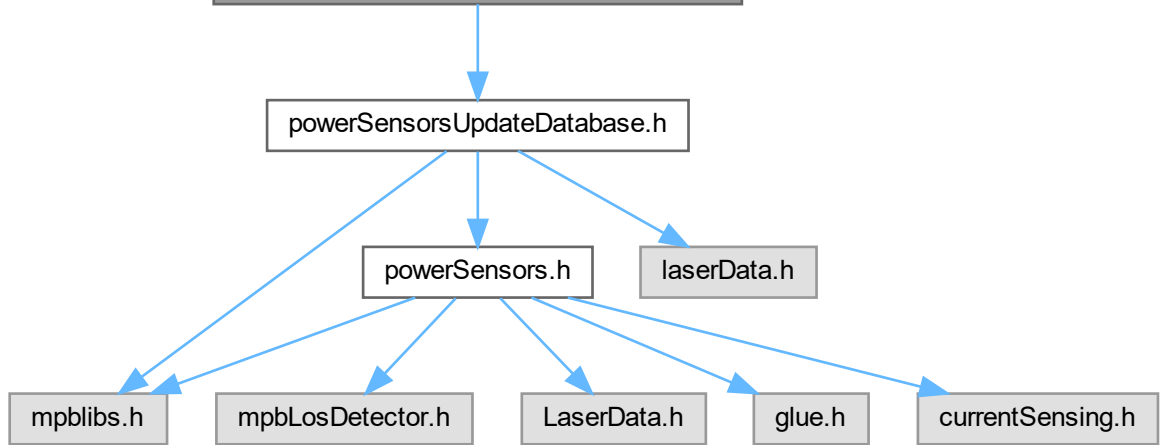 powerSensorsUpdateDatabase.h
powerSensors.h
laserData.h
mpblibs.h
mpbLosDetector.h
LaserData.h
glue.h
currentSensing.h